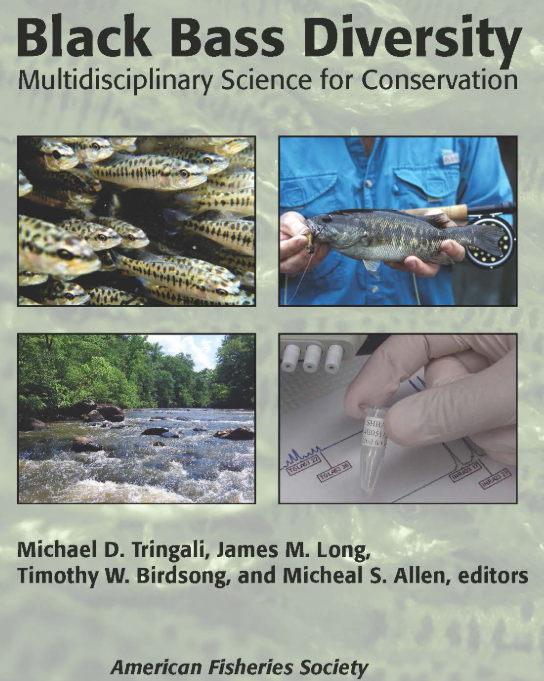 Black Bass Diversity
Multidisciplinary Science for Conservation
Michael D. Tringali, James M. Long,
Timothy W. Birdsong, and Micheal S. Allen, editors
American Fisheries Society